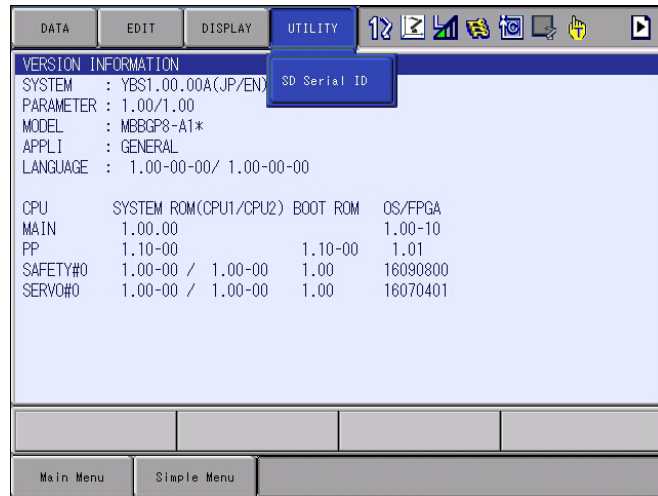 DATA EDIT DISPLAY UTILITY
VERSION INFORMATION
SD Serial ID
SYSTEM : YBS1.00.00A(JP/EN)
PARAMETER : 1.00/1.00
MODEL : MBBGP8-A1*
APPLI : GENERAL
LANGUAGE : 1.00-00-00/ 1.00-00-00
CPU SYSTEM ROM(CPU1/CPU2) BOOT ROM OS/FPGA
MAIN 1.00.00 1.00-10
PP 1.10-00 1.10-00 1.01
SAFETY#0 1.00-00 / 1.00-00 1.00 16090800
SERVO#0 1.00-00 / 1.00-00 1.00 16070401
Main Menu Simple Menu